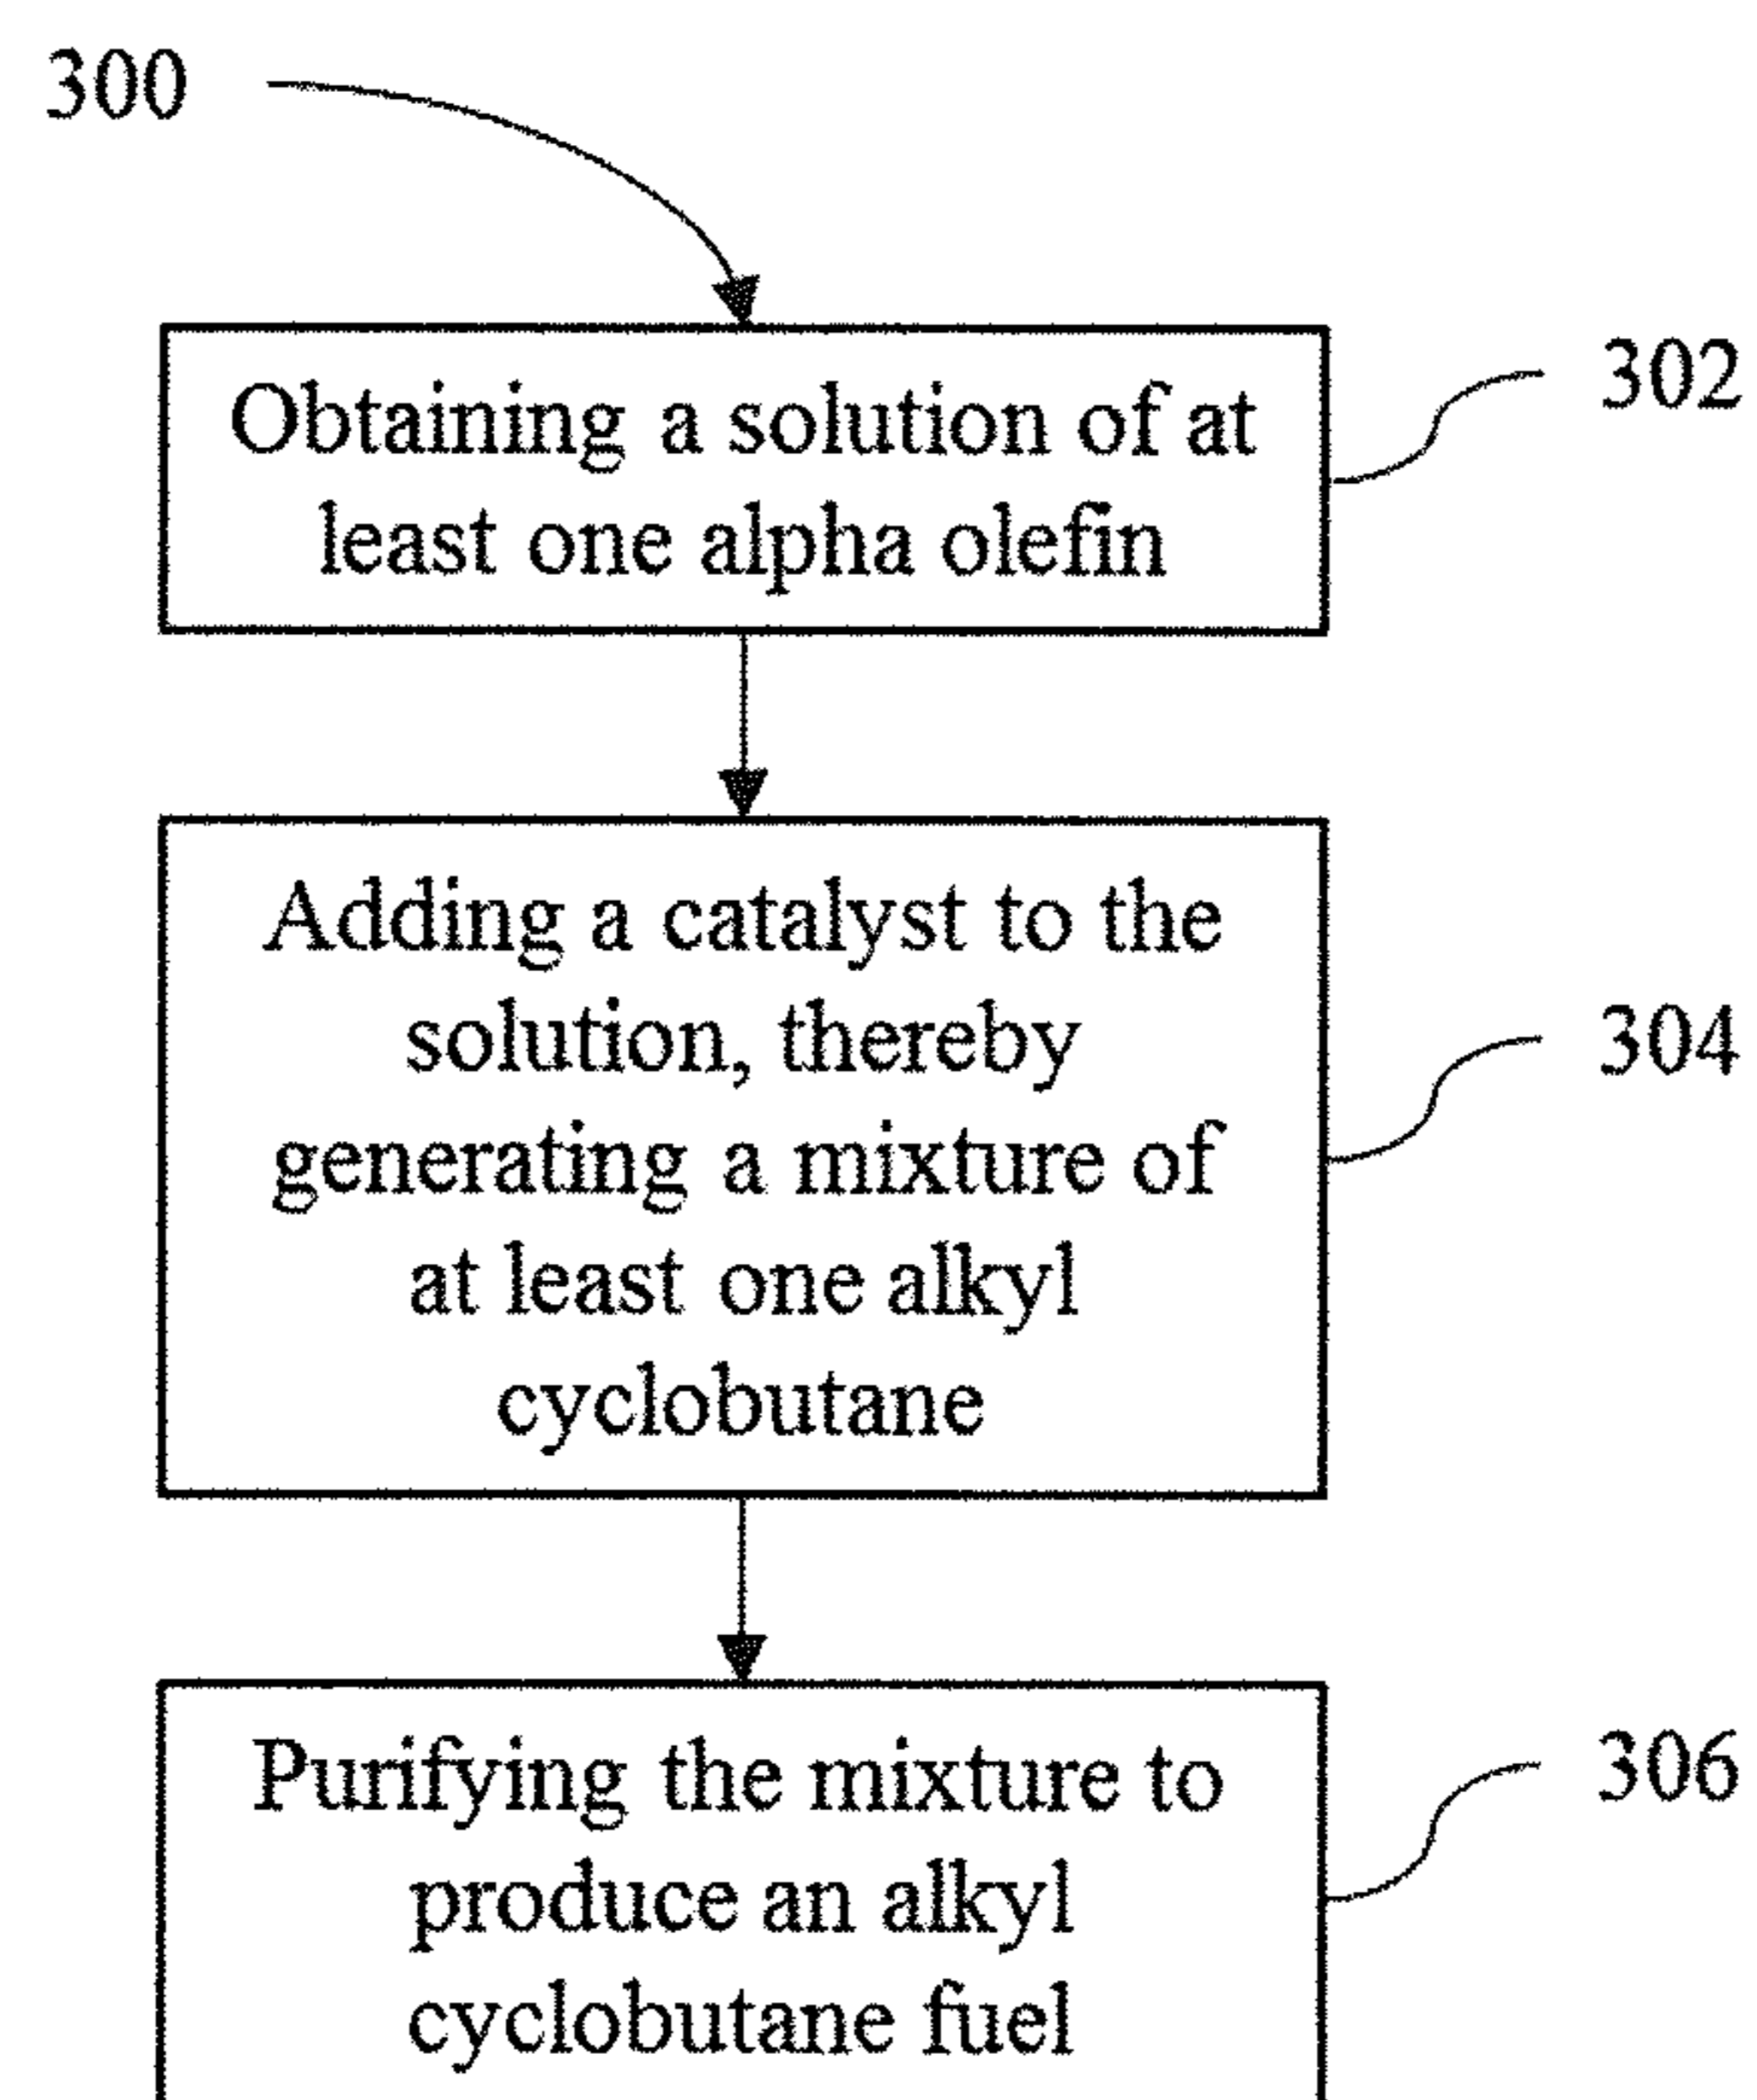 300
Obtaining a solution of at
least one alpha olefin
302
Adding a catalyst to the
solution, thereby
generating a mixture of
at least one alkyl
cyclobutane
304
Purifying the mixture to
produce an alkyl
cyclobutane fuel
306